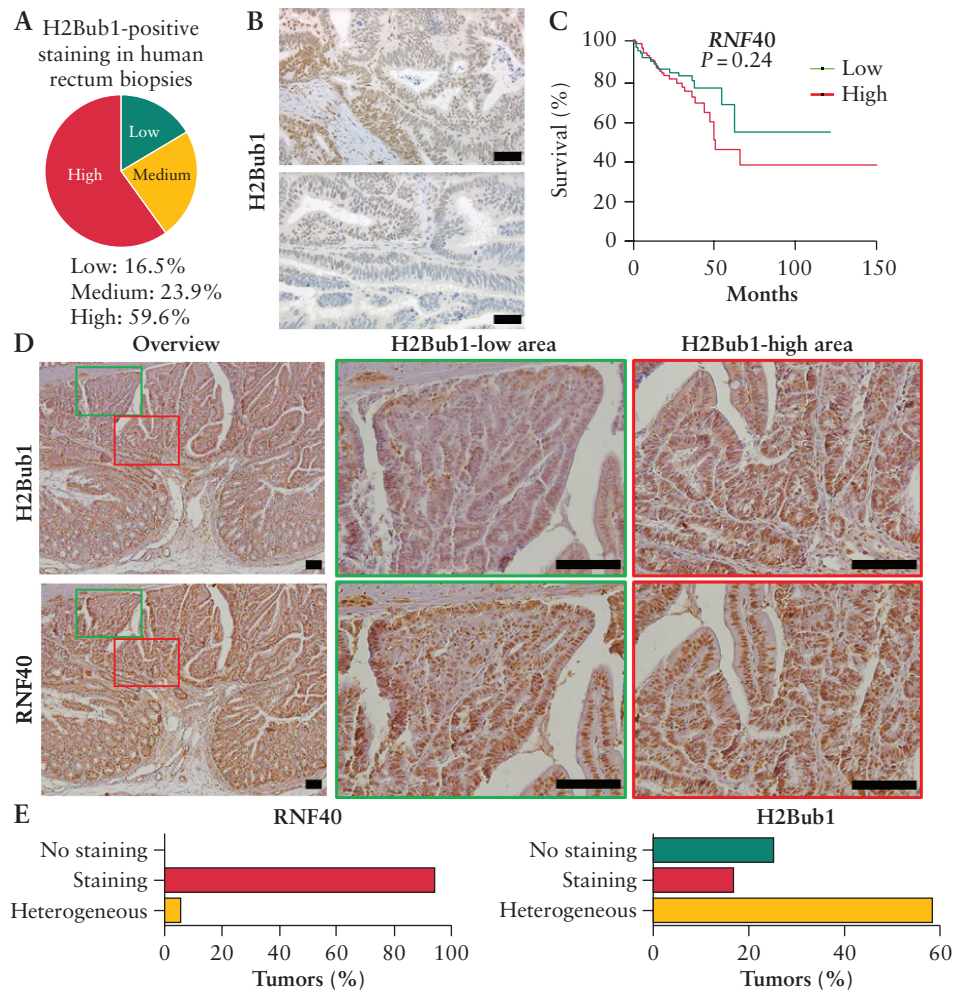 A
H2Bub1-positive
staining in human
rectum biopsies
Low
Medium
High
Low: 16.5%
Medium: 23.9%
High: 59.6%
B
H2Bub1
C
RNF40
P = 0.24
Low
High
Survival (%)
100
80
60
40
20
0
0 50 100 150
Months
D
Overview H2Bub1-low area H2Bub1-high area
H2Bub1
RNF40
E
RNF40
No staining
Staining
Heterogeneous
0 20 40 60 80 100
Tumors (%)
H2Bub1
No staining
Staining
Heterogeneous
0 20 40 60
Tumors (%)